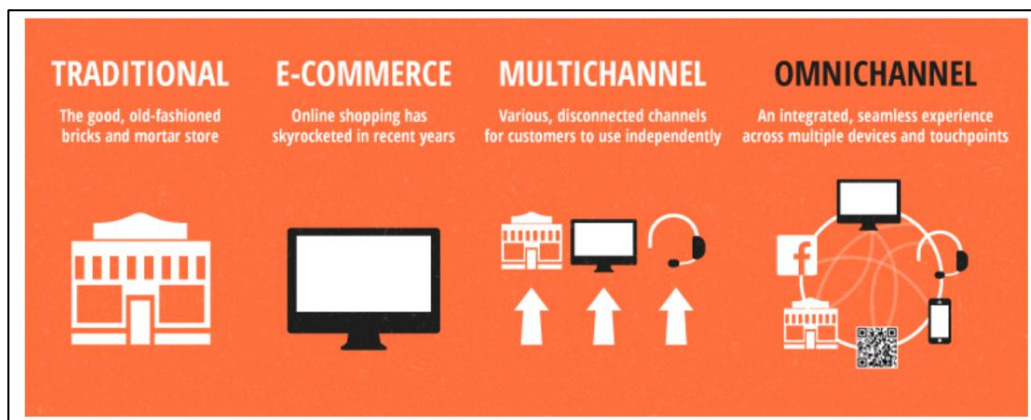 TRADITIONAL
The good, old-fashioned
bricks and mortar store
E-COMMERCE
Online shopping has
skyrocketed in recent years
MULTICHANNEL
Various, disconnected channels
for customers to use independently
OMNICHANNEL
An integrated, seamless experience
across multiple devices and touchpoints